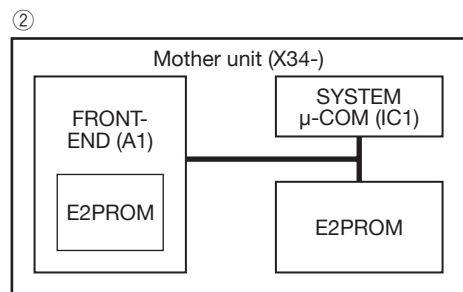 ②
Mother unit (X34-)
FRONT-
END (A1)
E2PROM
SYSTEM
µ-COM (IC1)
E2PROM